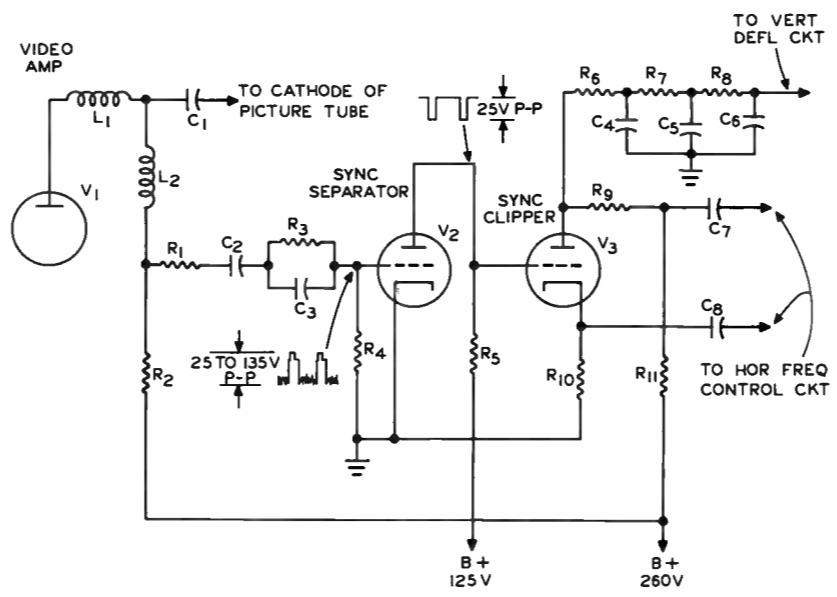 VIDEO
AMP
L1
C1
TO CATHODE OF
PICTURE TUBE
25V P-P
TO VERT
DEFL CKT
R6
R7
R8
C4
C5
C6
L2
V1
SYNC
SEPARATOR
V2
SYNC
CLIPPER
V3
R9
C7
R1
C2
R3
C3
C8
25 TO 135V
P-P
R2
R4
R5
R10
R11
TO HOR FREQ
CONTROL CKT
B+
125V
B+
260V